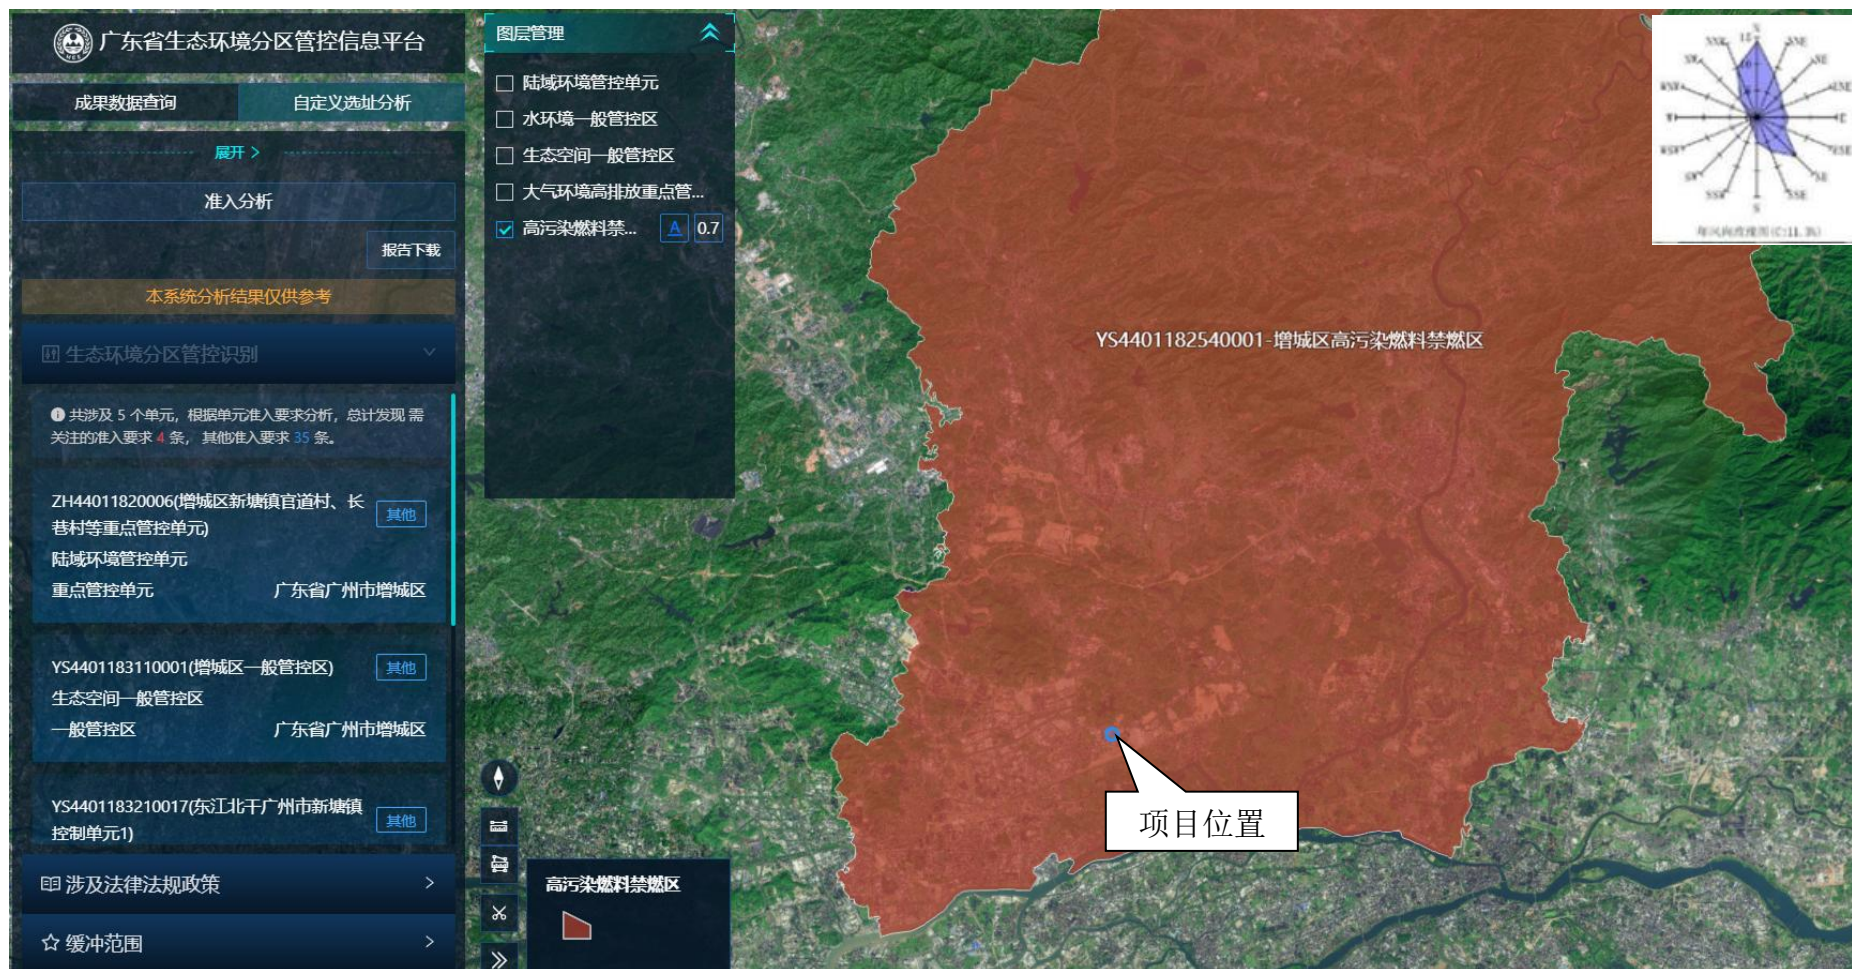 广东省生态环境分区管控信息平台
成果数据查询
自定义选址分析
展开 >
准入分析
报告下载
本系统分析结果仅供参考
生态环境分区管控识别
共涉及 5 个单元，根据单元准入要求分析，总计发现 需
关注的准入要求 4 条， 其他准入要求 35 条。
ZH44011820006(增城区新塘镇官道村、长
巷村等重点管控单元)
其他
陆域环境管控单元
重点管控单元
广东省广州市增城区
YS4401183110001(增城区一般管控区)
其他
生态空间一般管控区
一般管控区
广东省广州市增城区
YS4401183210017(东江北干广州市新塘镇
控制单元1)
其他
涉及法律法规政策 >
缓冲范围 >
图层管理
陆域环境管控单元
水环境一般管控区
生态空间一般管控区
大气环境高排放重点管...
高污染燃料禁... A 0.7
高污染燃料禁燃区
YS4401182540001-增城区高污染燃料禁燃区
项目位置
N
NNE
NE
ENE
E
ESE
SE
SSE
S
SSW
SW
WSW
W
WNW
NW
NNW